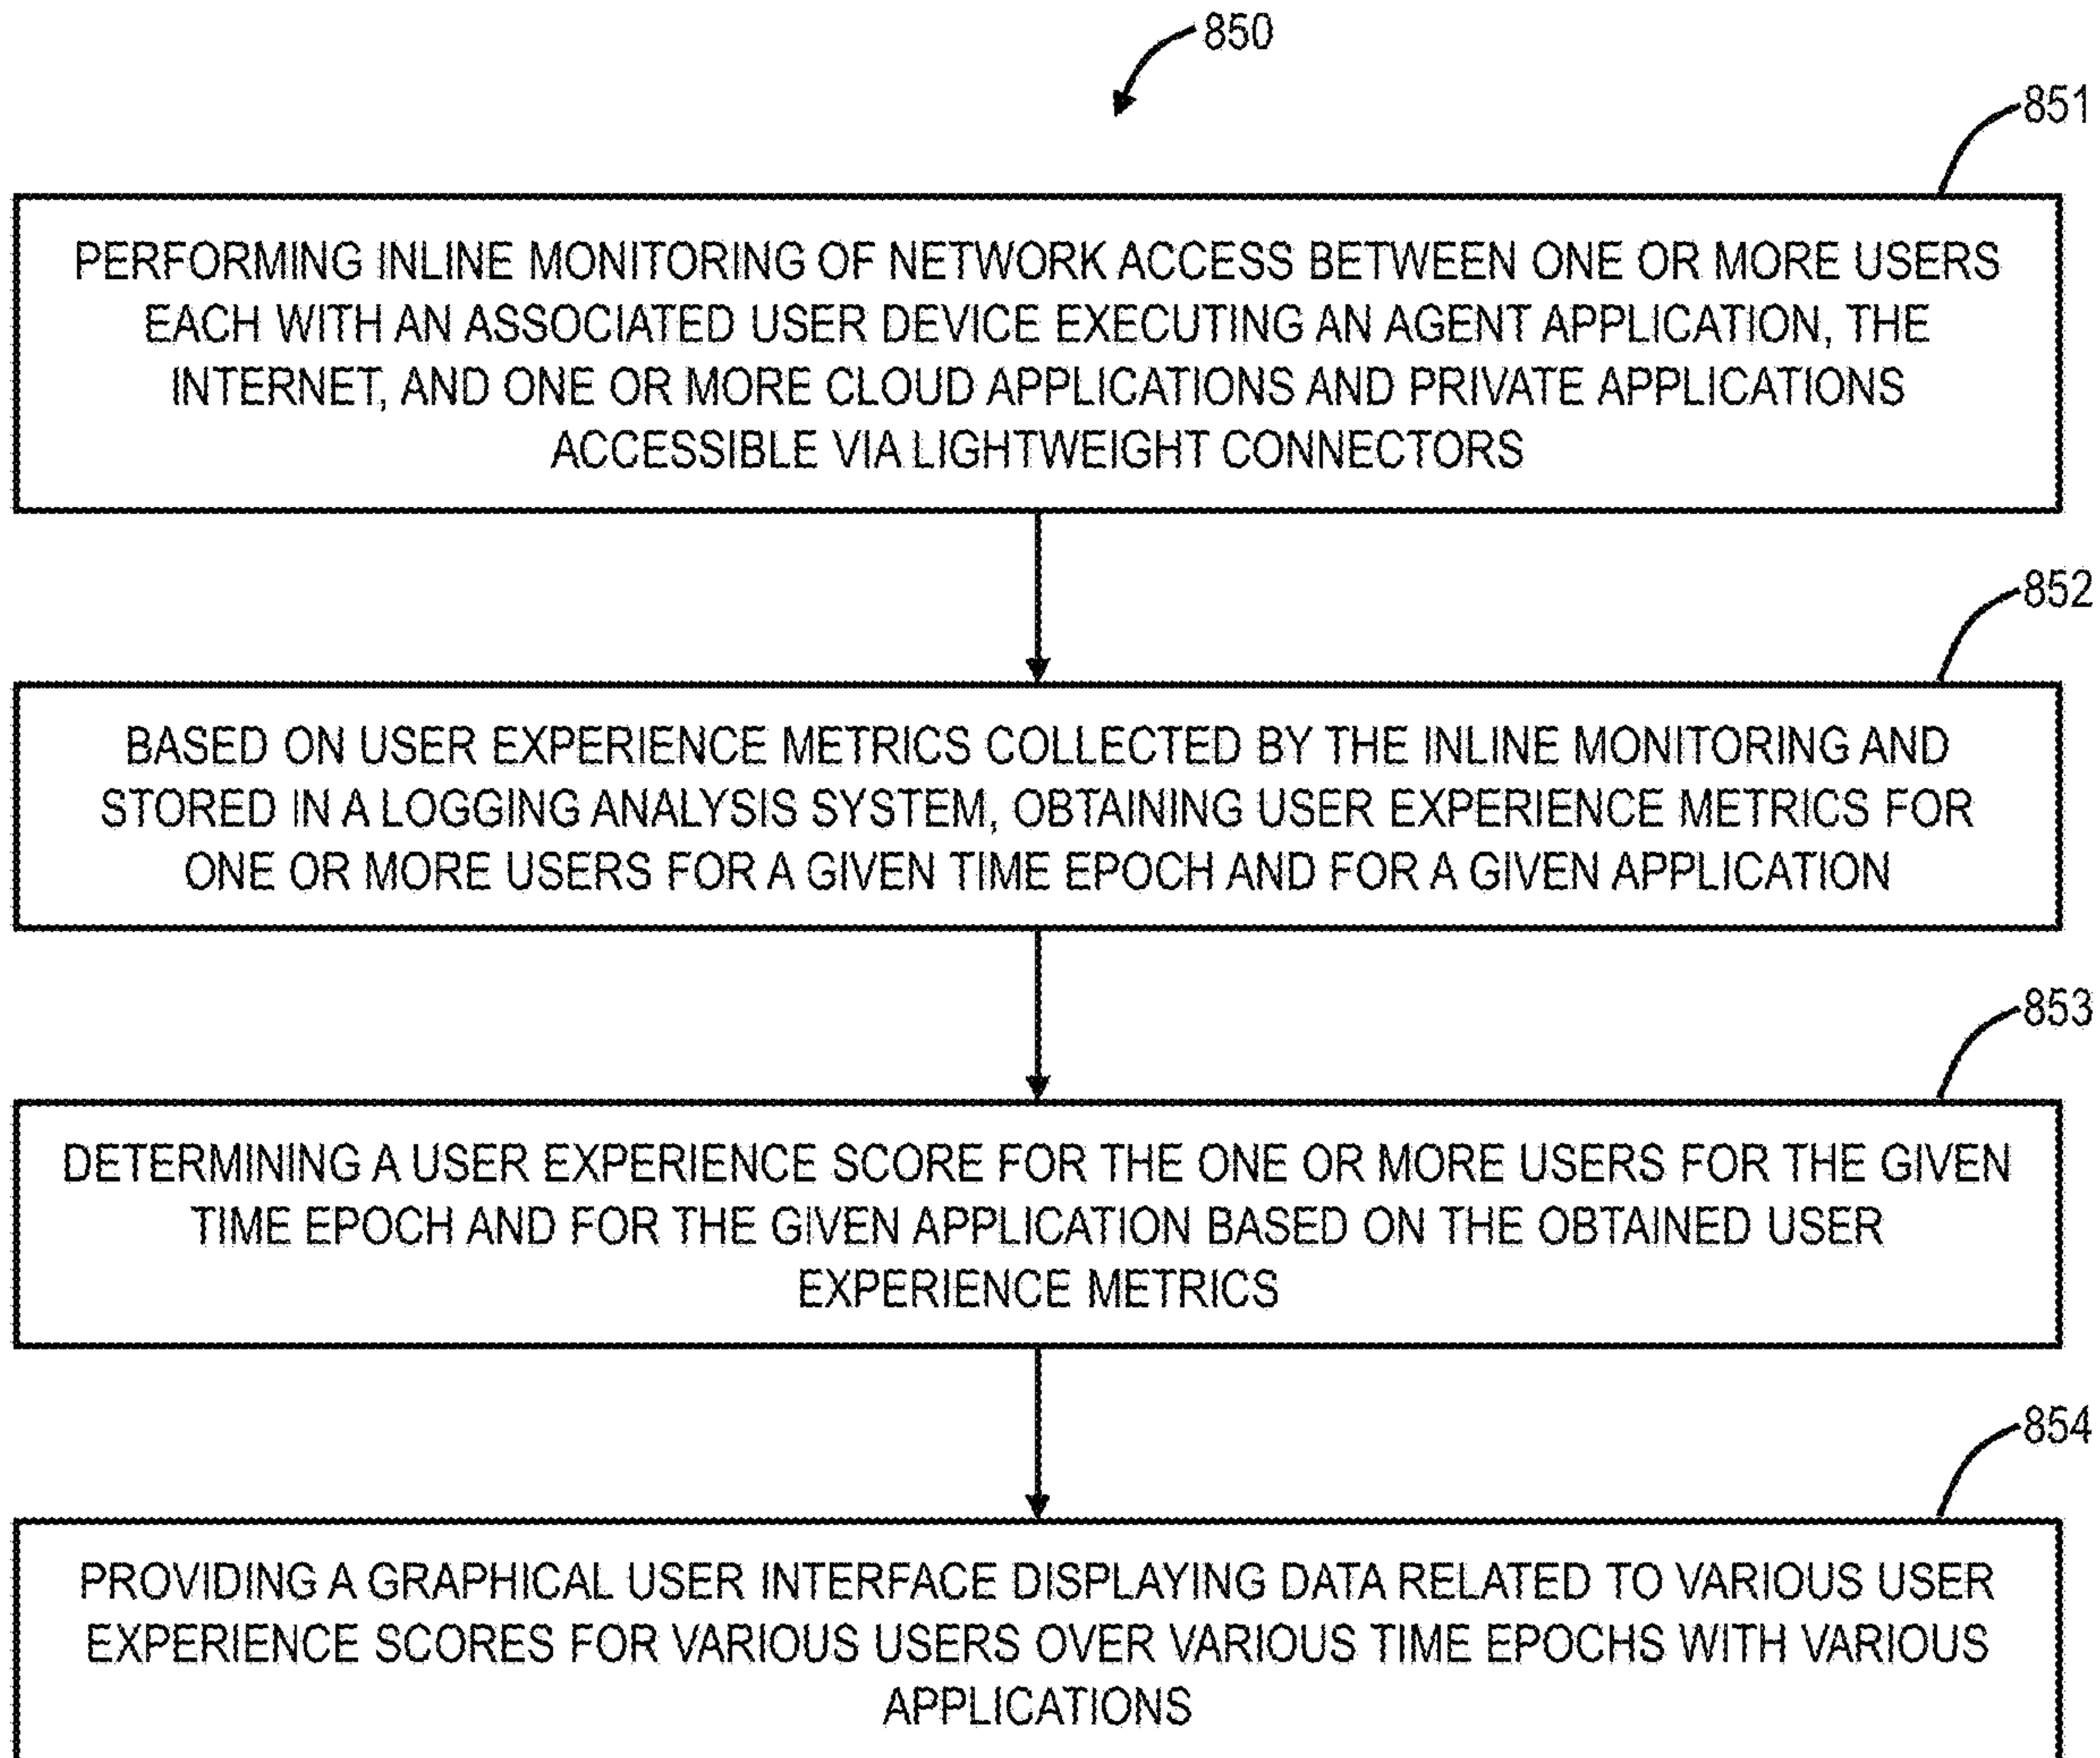 850
851
PERFORMING INLINE MONITORING OF NETWORK ACCESS BETWEEN ONE OR MORE USERS
EACH WITH AN ASSOCIATED USER DEVICE EXECUTING AN AGENT APPLICATION, THE
INTERNET, AND ONE OR MORE CLOUD APPLICATIONS AND PRIVATE APPLICATIONS
ACCESSIBLE VIA LIGHTWEIGHT CONNECTORS
852
BASED ON USER EXPERIENCE METRICS COLLECTED BY THE INLINE MONITORING AND
STORED IN A LOGGING ANALYSIS SYSTEM, OBTAINING USER EXPERIENCE METRICS FOR
ONE OR MORE USERS FOR A GIVEN TIME EPOCH AND FOR A GIVEN APPLICATION
853
DETERMINING A USER EXPERIENCE SCORE FOR THE ONE OR MORE USERS FOR THE GIVEN
TIME EPOCH AND FOR THE GIVEN APPLICATION BASED ON THE OBTAINED USER
EXPERIENCE METRICS
854
PROVIDING A GRAPHICAL USER INTERFACE DISPLAYING DATA RELATED TO VARIOUS USER
EXPERIENCE SCORES FOR VARIOUS USERS OVER VARIOUS TIME EPOCHS WITH VARIOUS
APPLICATIONS